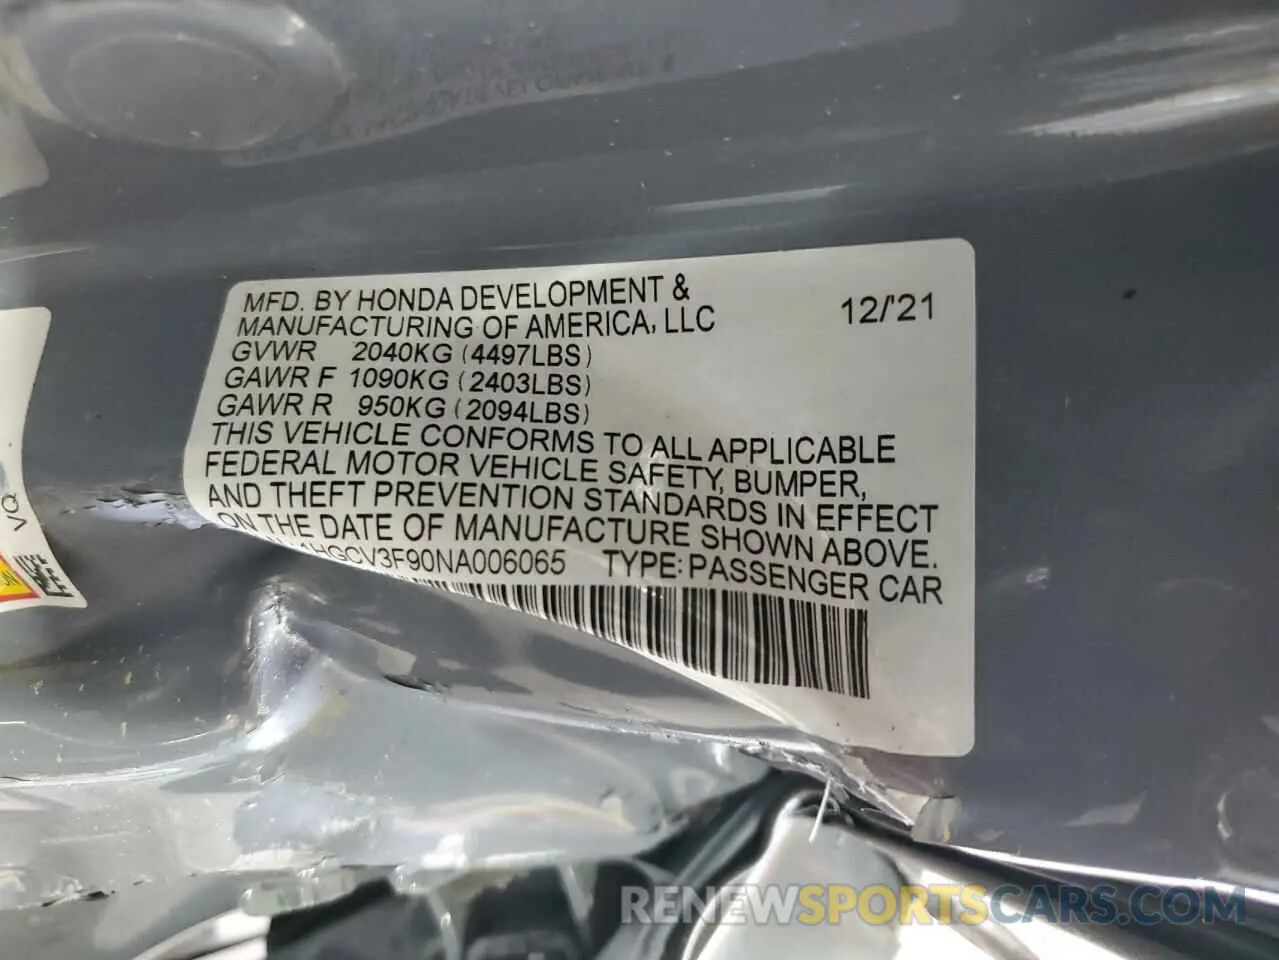 MFD. BY HONDA DEVELOPMENT & 12/'21
MANUFACTURING OF AMERICA, LLC
GVWR 2040KG (4497LBS)
GAWR F 1090KG (2403LBS)
GAWR R 950KG (2094LBS)
THIS VEHICLE CONFORMS TO ALL APPLICABLE
FEDERAL MOTOR VEHICLE SAFETY, BUMPER,
AND THEFT PREVENTION STANDARDS IN EFFECT
ON THE DATE OF MANUFACTURE SHOWN ABOVE.
1HGCV3F90NA006065 TYPE: PASSENGER CAR
VQ
RENEWSPORTSCARS.COM